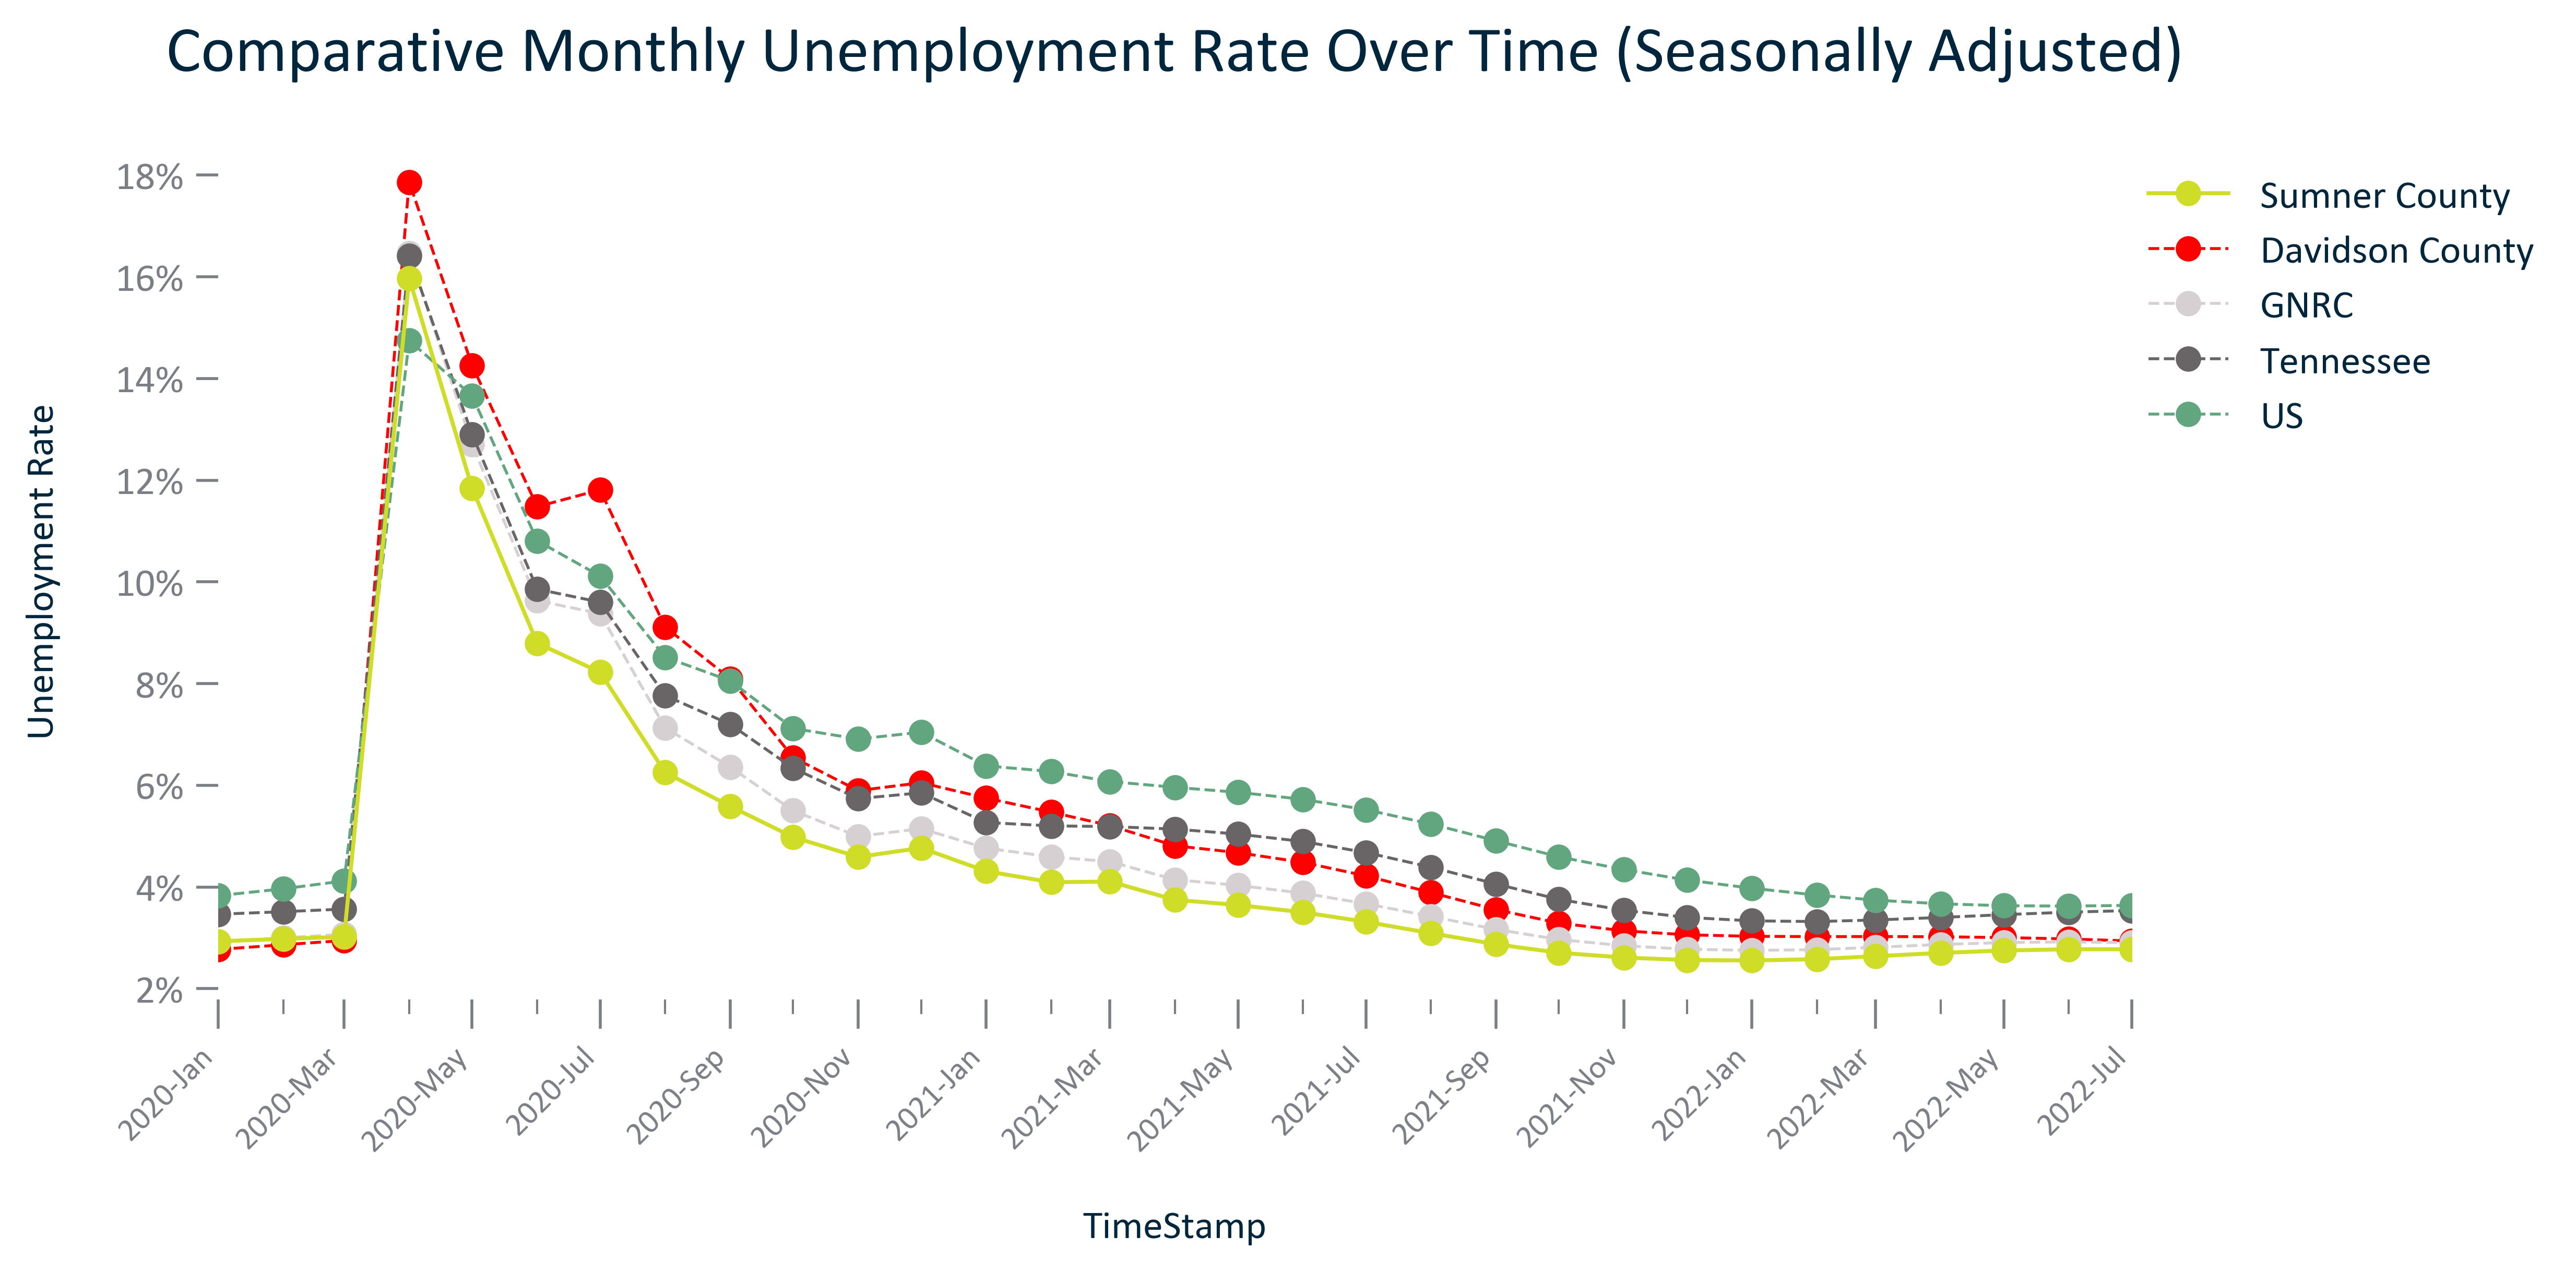 Comparative Monthly Unemployment Rate Over Time (Seasonally Adjusted)
18%
16%
14%
12%
10%
8%
6%
4%
2%
Unemployment Rate
Sumner County
Davidson County
GNRC
Tennessee
US
2020-Jan
2020-Mar
2020-May
2020-Jul
2020-Sep
2020-Nov
2021-Jan
2021-Mar
2021-May
2021-Jul
2021-Sep
2021-Nov
2022-Jan
2022-Mar
2022-May
2022-Jul
TimeStamp